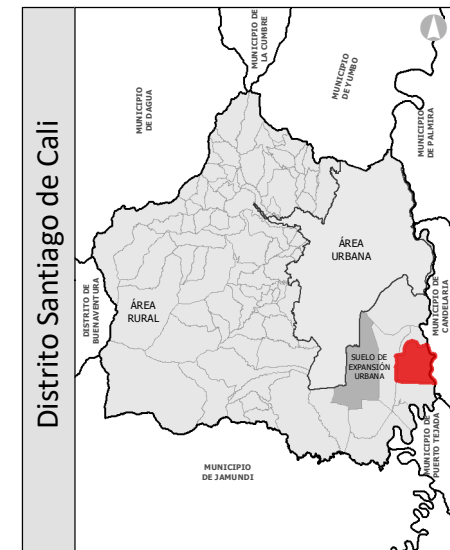 Distrito Santiago de Cali
MUNICIPIO DE
LA CUMBRE
MUNICIPIO
DE YUMBO
MUNICIPIO
DE DAGUA
MUNICIPIO
DE PALMIRA
ÁREA
URBANA
DISTRITO DE
BUENAVENTURA
ÁREA
RURAL
MUNICIPIO DE
CANDELARIA
SUELO DE
EXPANSIÓN
URBANA
MUNICIPIO DE
PUERTO TEJADA
MUNICIPIO
DE JAMUNDI